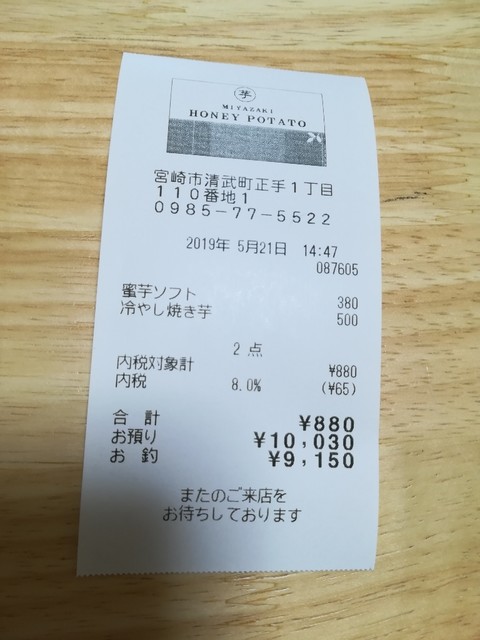 芋
MIYAZAKI
HONEY POTATO
宮崎市清武町正手1丁目
110番地1
0985-77-5522
2019年 5月21日 14:47
087605
蜜芋ソフト 380
冷やし焼き芋 500
2 点
内税対象計 ¥880
内税 8.0% (¥65)
合 計 ¥880
お預り ¥10,030
お 釣 ¥9,150
またのご来店を
お待ちしております